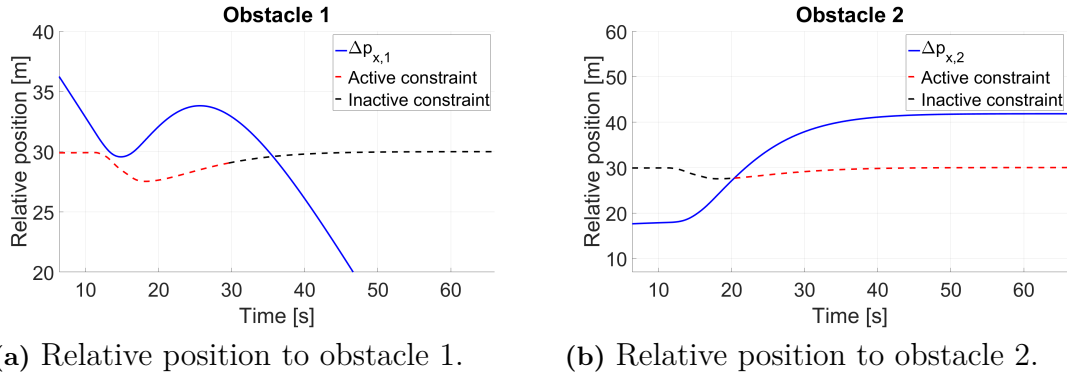 Obstacle 1
Relative position [m]
40
35
30
25
20
Δp x,1
Active constraint
Inactive constraint
10 20 30 40 50 60
Time [s]
(a) Relative position to obstacle 1.
Obstacle 2
Relative position [m]
60
50
40
30
20
10
Δp x,2
Active constraint
Inactive constraint
10 20 30 40 50 60
Time [s]
(b) Relative position to obstacle 2.